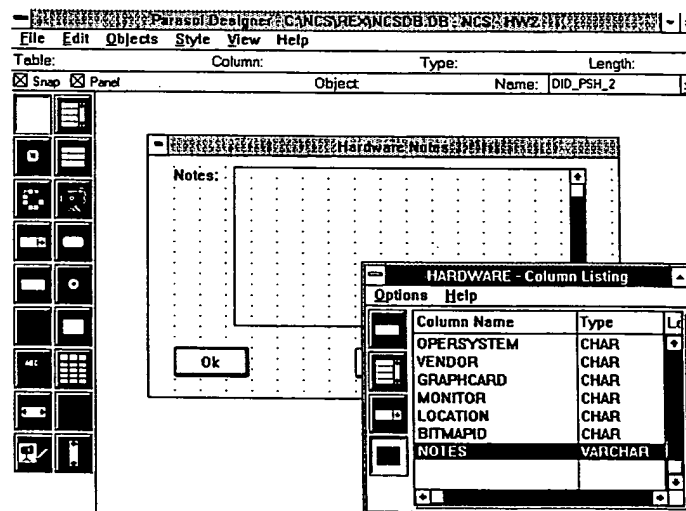 Parasol Designer - C:\NCS\REX\NCSDB.DB - NCS - HWZ
File Edit Objects Style View Help
Table: Column: Type: Length:
Snap Panel Object Name: DID_PSH_2
Hardware Notes
Notes:
HARDWARE - Column Listing
Options Help
Column Name Type
OPERSYSTEM CHAR
VENDOR CHAR
GRAPHCARD CHAR
MONITOR CHAR
LOCATION CHAR
BITMAPID CHAR
NOTES VARCHAR
Ok
ABC